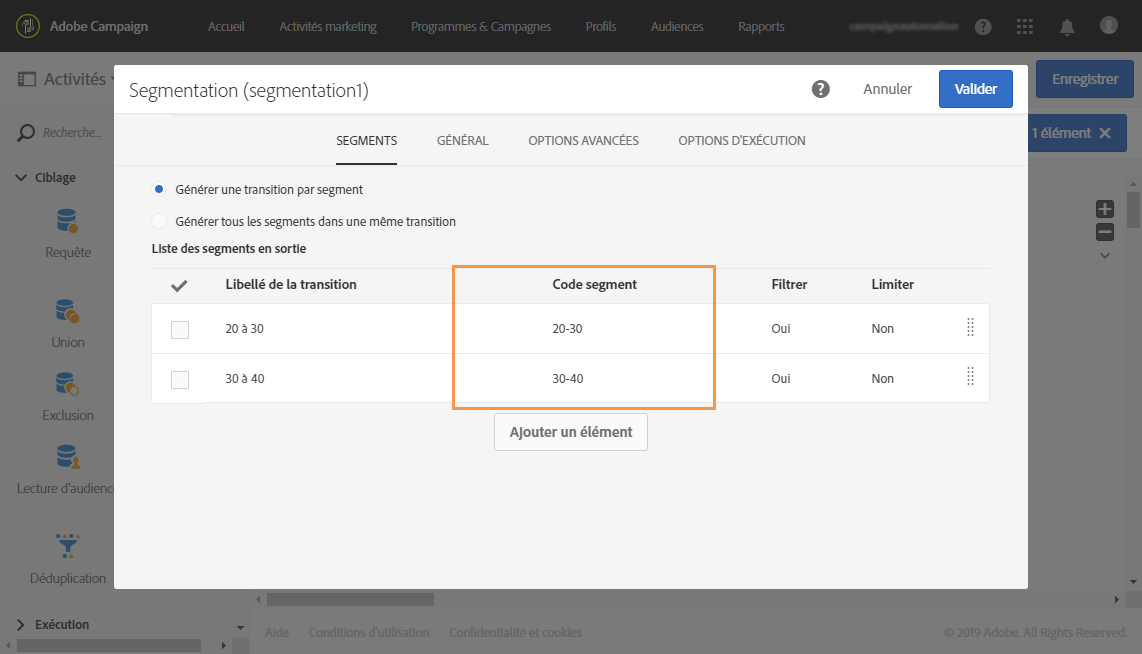 Adobe Campaign
Accueil
Activités marketing
Programmes & Campagnes
Profils
Audiences
Rapports
Activités
Enregistrer
Segmentation (segmentation1)
Annuler
Valider
Recherche...
1 élément
SEGMENTS
GÉNÉRAL
OPTIONS AVANCÉES
OPTIONS D'EXÉCUTION
Ciblage
Générer une transition par segment
Générer tous les segments dans une même transition
Liste des segments en sortie
Libellé de la transition
Code segment
Filtrer
Limiter
20 à 30
20-30
Oui
Non
30 à 40
30-40
Oui
Non
Ajouter un élément
Requête
Union
Exclusion
Lecture d'audience
Déduplication
Exécution
Aide
Conditions d'utilisation
Confidentialité et cookies
© 2019 Adobe. All Rights Reserved.